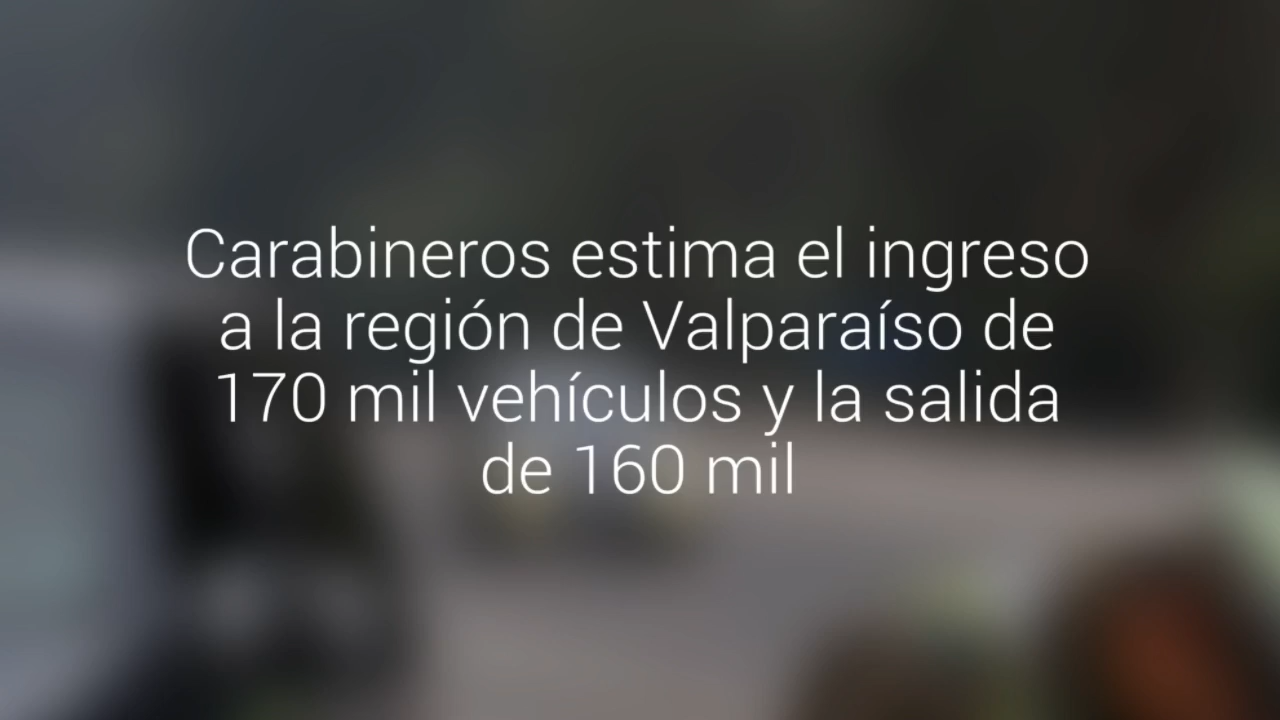 Carabineros estima el ingreso
a la región de Valparaíso de
170 mil vehículos y la salida
de 160 mil